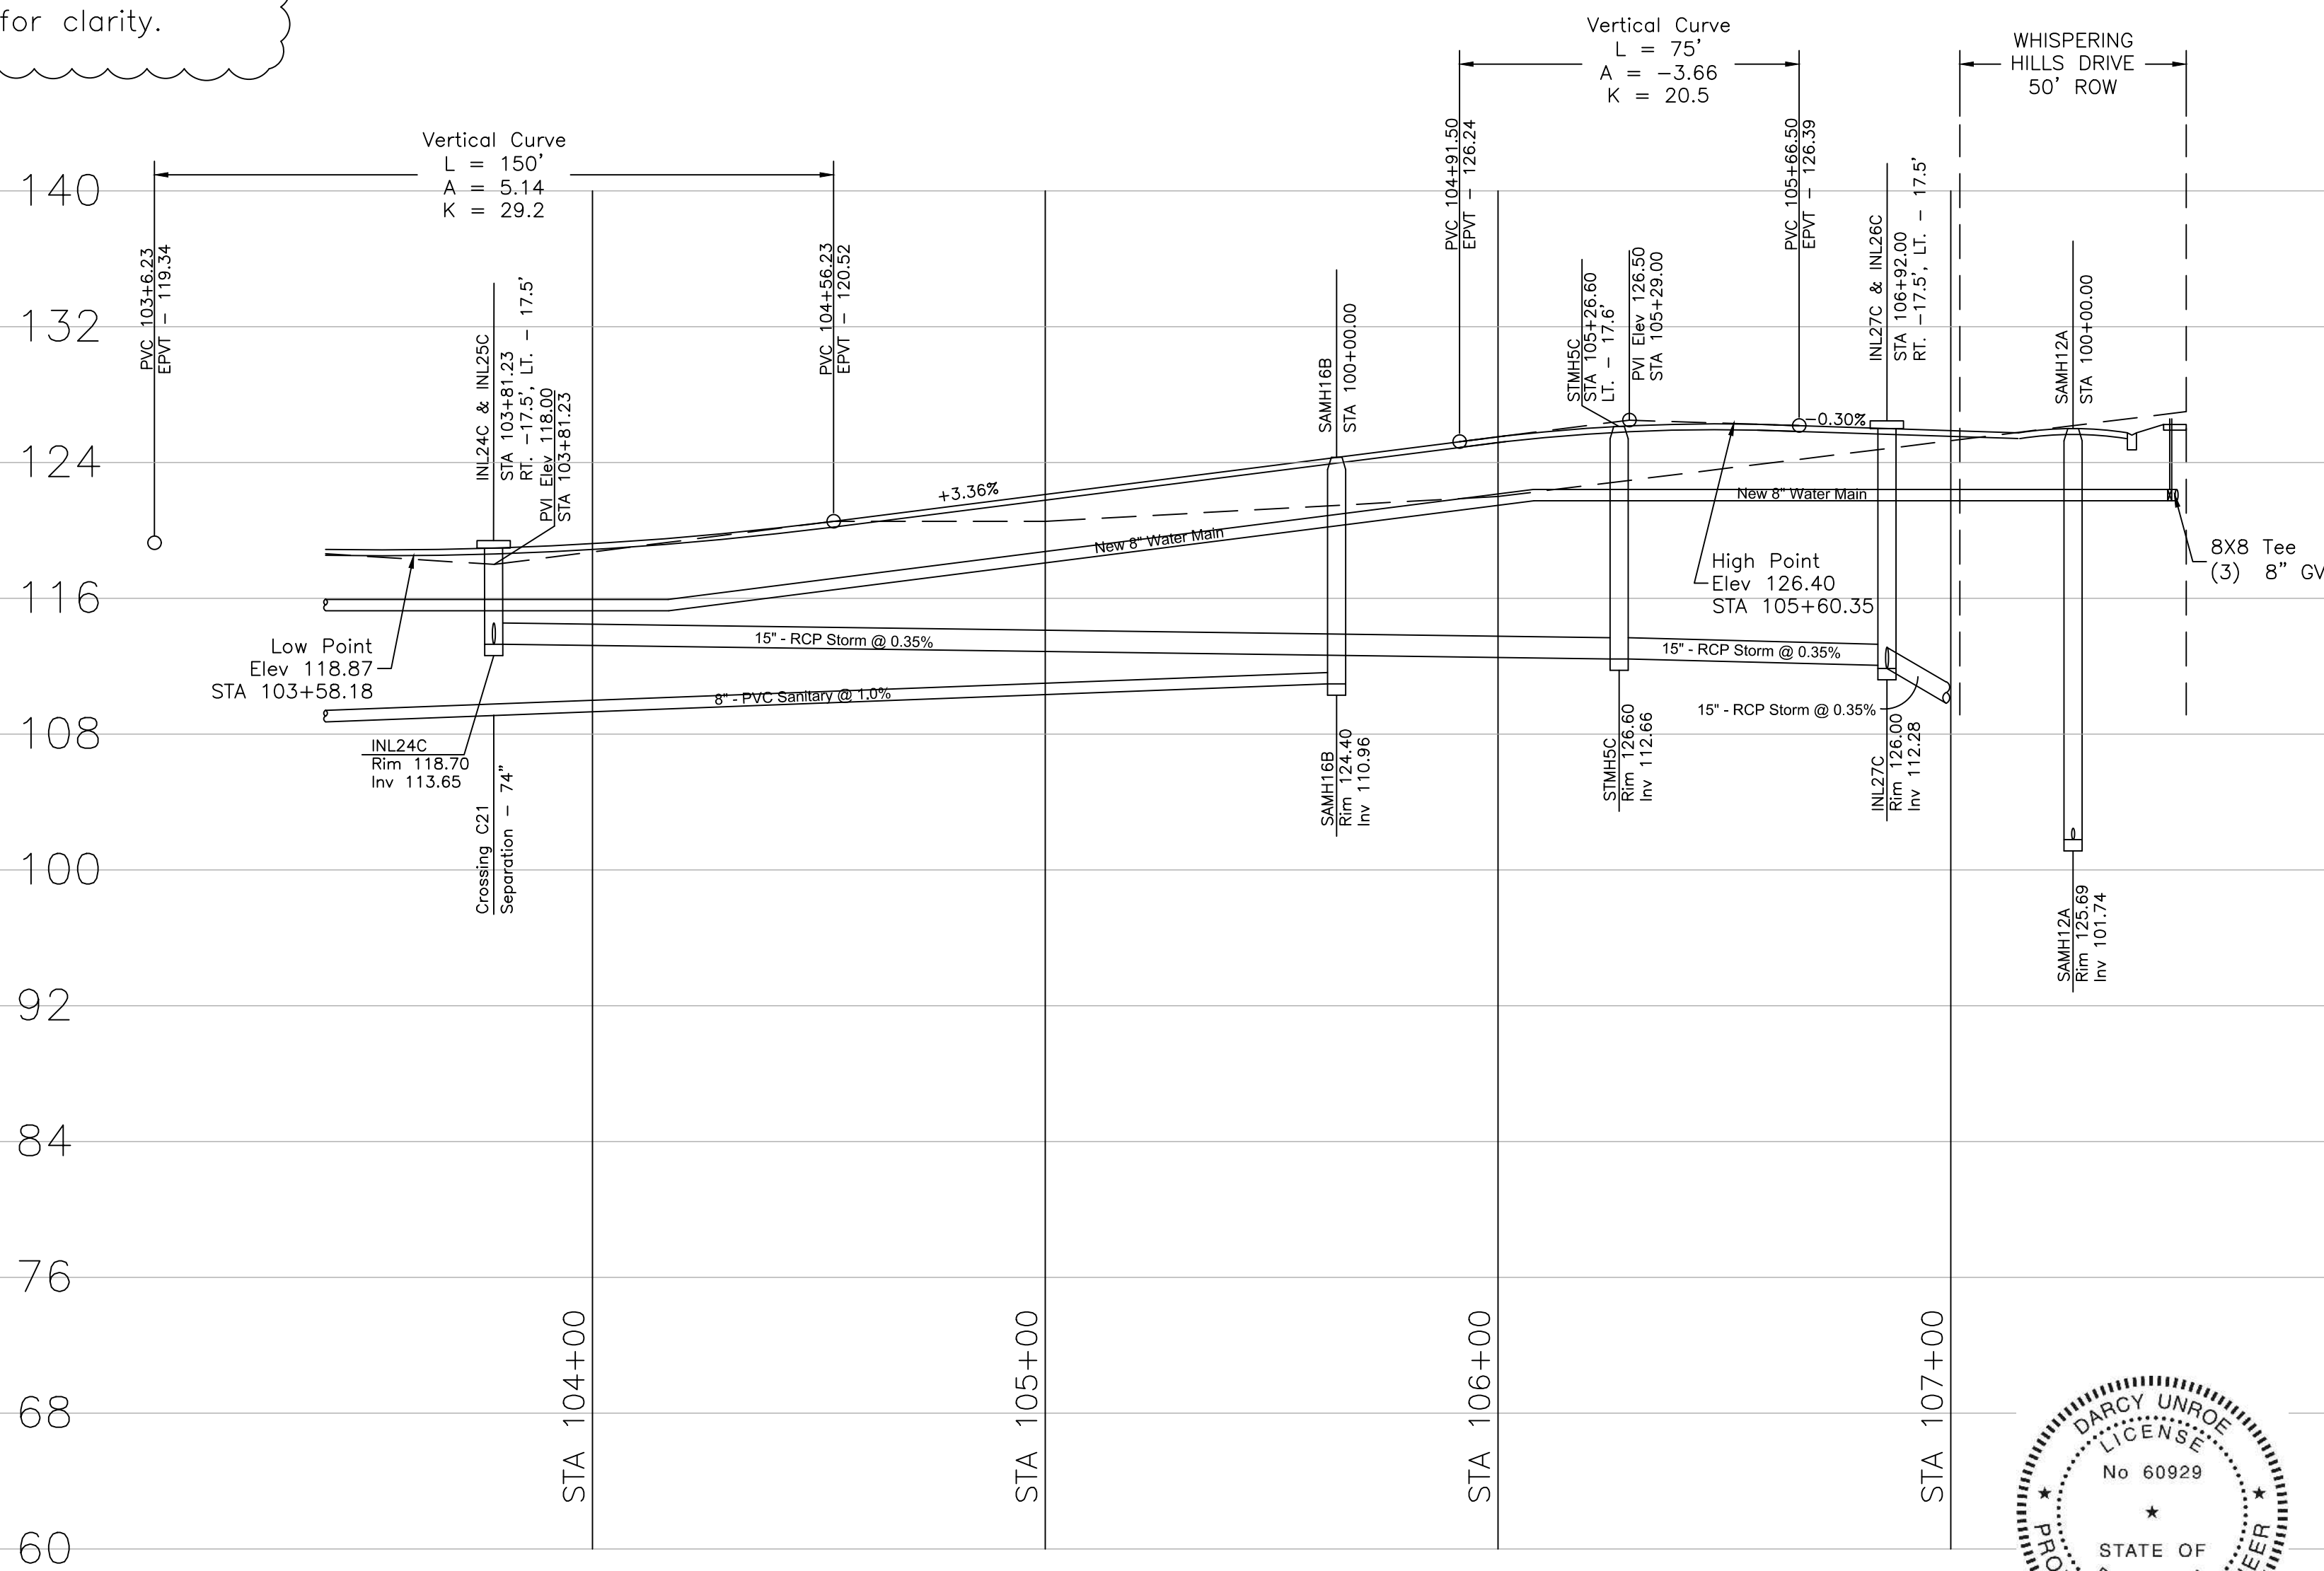 for clarity.
Vertical Curve
L = 75'
A = -3.66
K = 20.5
WHISPERING
HILLS DRIVE
50' ROW
Vertical Curve
L = 150'
A = 5.14
K = 29.2
PVC 103+6.23
EPVT - 119.34
INL24C & INL25C
STA 103+81.23
RT. -17.5', LT. - 17.5'
PVI Elev 118.00
STA 103+81.23
PVC 104+56.23
EPVT - 120.52
SAMH16B
STA 100+00.00
PVC 104+91.50
EPVT - 126.24
STMH5C
STA 105+26.60
LT. - 17.6'
PVI Elev 126.50
STA 105+29.00
PVC 105+66.50
EPVT - 126.39
INL27C & INL26C
STA 106+92.00
RT. -17.5', LT. - 17.5'
SAMH12A
STA 100+00.00
140
132
124
116
108
100
92
84
76
68
60
+3.36%
-0.30%
New 8" Water Main
New 8" Water Main
8X8 Tee
(3) 8" GV
High Point
Elev 126.40
STA 105+60.35
Low Point
Elev 118.87
STA 103+58.18
15" - RCP Storm @ 0.35%
15" - RCP Storm @ 0.35%
15" - RCP Storm @ 0.35%
8" - PVC Sanitary @ 1.0%
INL24C
Rim 118.70
Inv 113.65
Crossing C21
Separation - 74"
SAMH16B
Rim 124.40
Inv 110.96
STMH5C
Rim 126.60
Inv 112.66
INL27C
Rim 126.00
Inv 112.28
SAMH12A
Rim 125.69
Inv 101.74
STA 104+00
STA 105+00
STA 106+00
STA 107+00
DARCY UNROE
LICENSE
No 60929
STATE OF